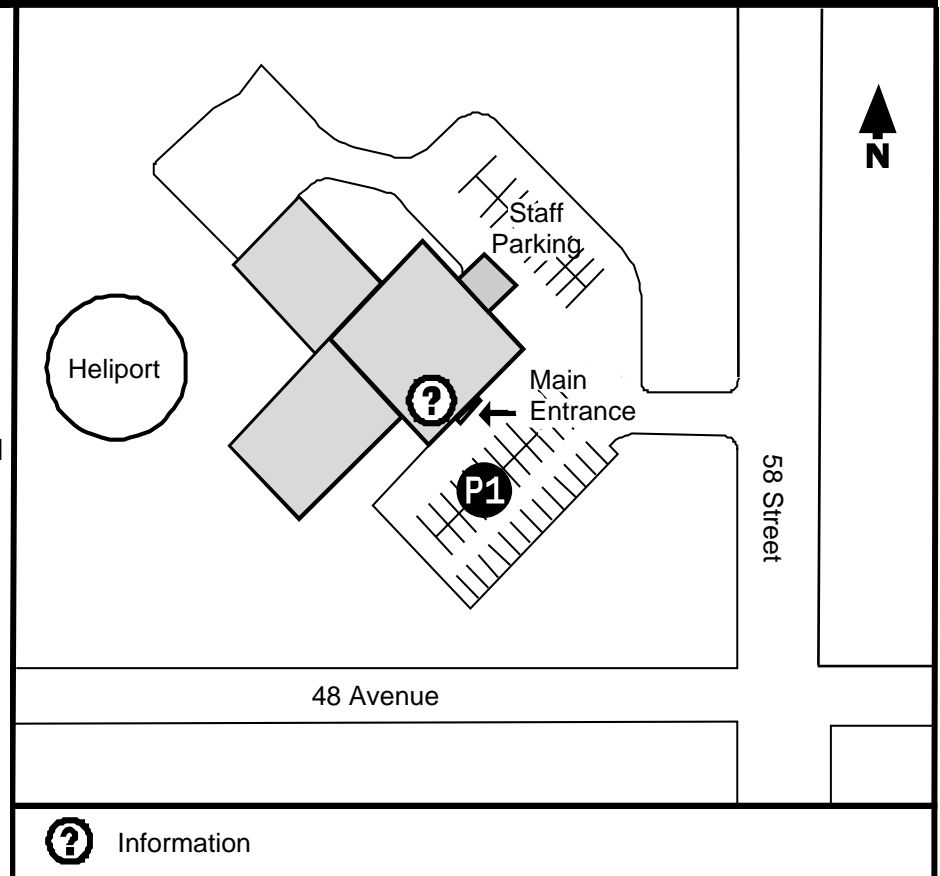 N
Staff
Parking
Heliport
Main
Entrance
?
P1
58 Street
48 Avenue
? Information